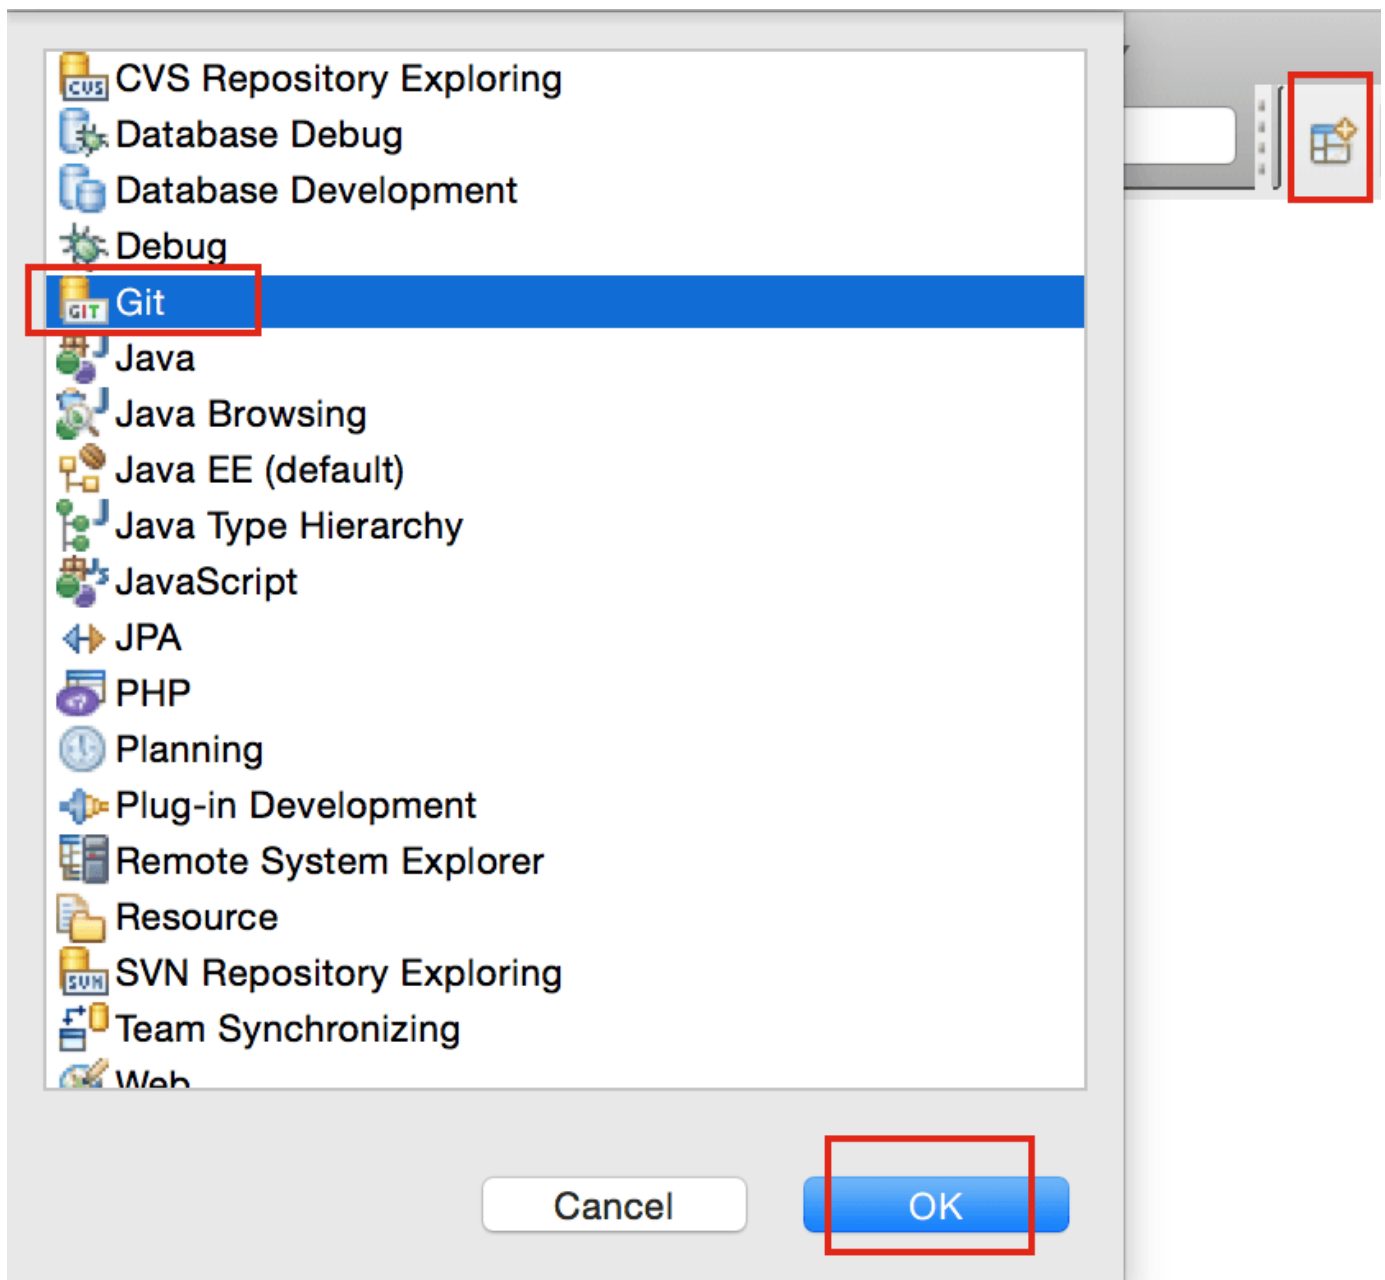 CVS Repository Exploring
Database Debug
Database Development
Debug
Git
Java
Java Browsing
Java EE (default)
Java Type Hierarchy
JavaScript
JPA
PHP
Planning
Plug-in Development
Remote System Explorer
Resource
SVN Repository Exploring
Team Synchronizing
Web
Cancel
OK